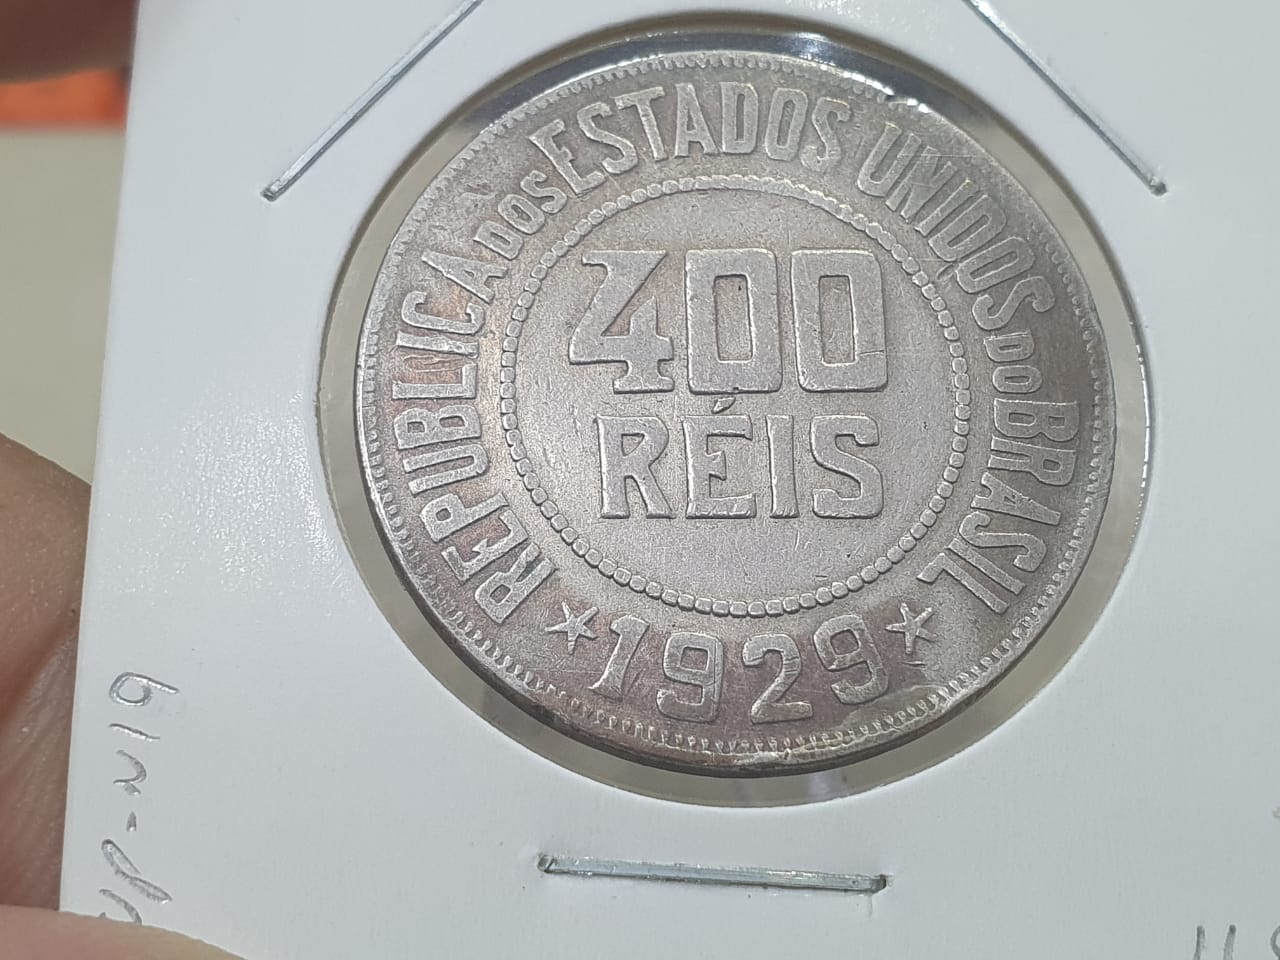 REPUBLICA DOS ESTADOS UNIDOS DO BRASIL
400
RÉIS
★ 1929 ★